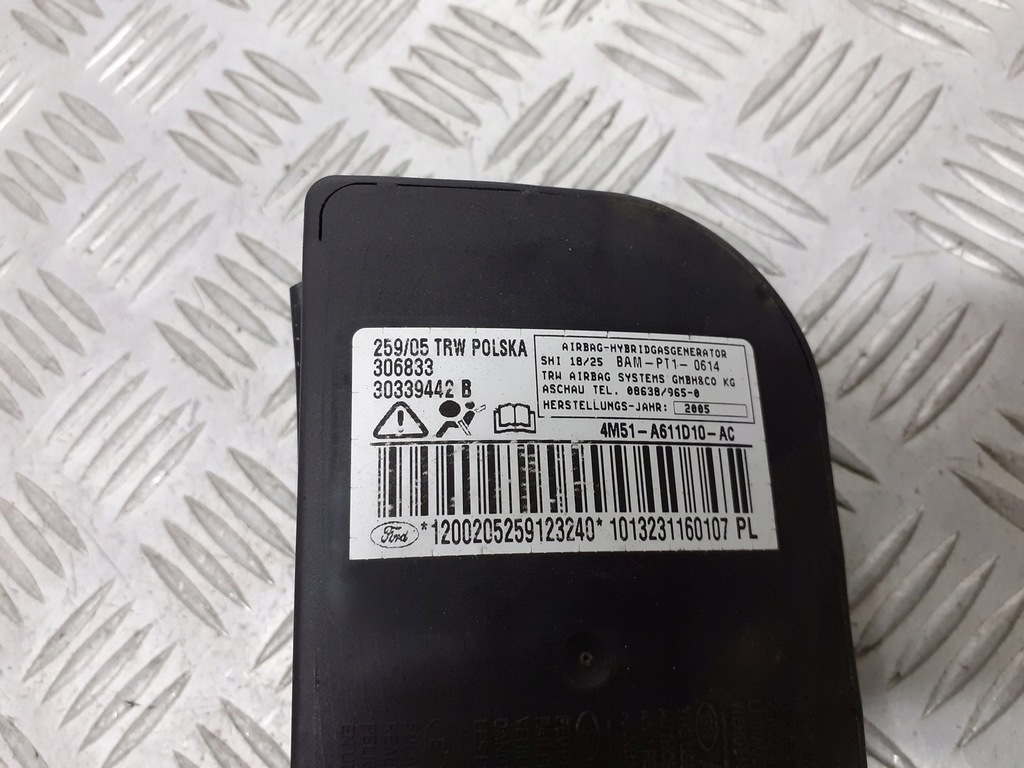 259/05 TRW POLSKA
306833
30339442 B
AIRBAG-HYBRIDGASGENERATOR
SHI 18/25 BAM-PT1-0614
TRW AIRBAG SYSTEMS GMBH&CO KG
ASCHAU TEL. 08638/965-0
HERSTELLUNGS-JAHR: 2005
4M51-A611D10-AC
Ford *1200205259123240* 1013231160107 PL